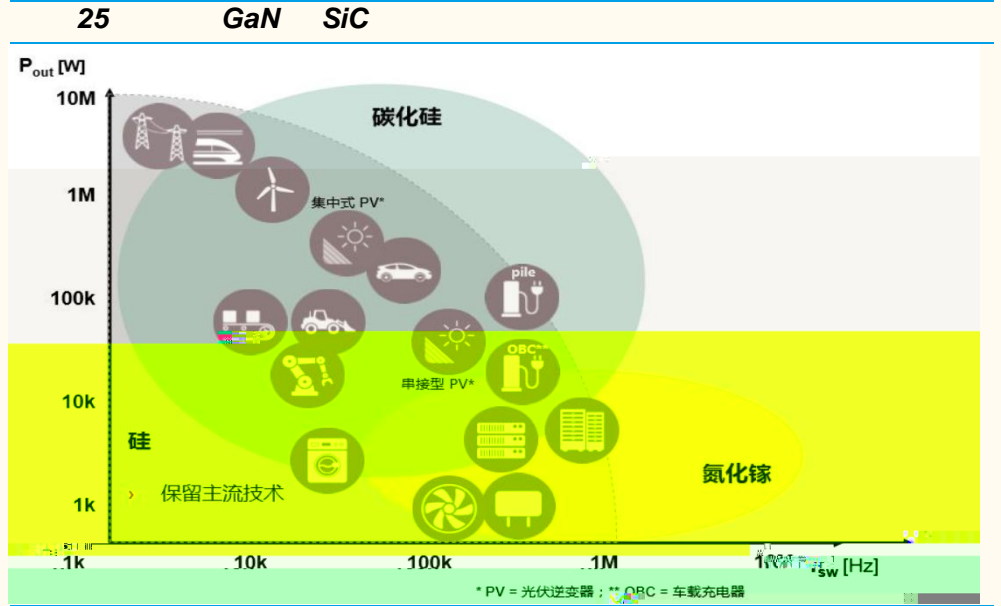 25 GaN SiC
Pout [W]
10M
碳化硅
1M
集中式 PV*
pile
100k
OBC**
串接型 PV*
10k
硅
氮化镓
保留主流技术
1k
1k 10k 100k 1M fsw [Hz]
* PV = 光伏逆变器；** OBC = 车载充电器